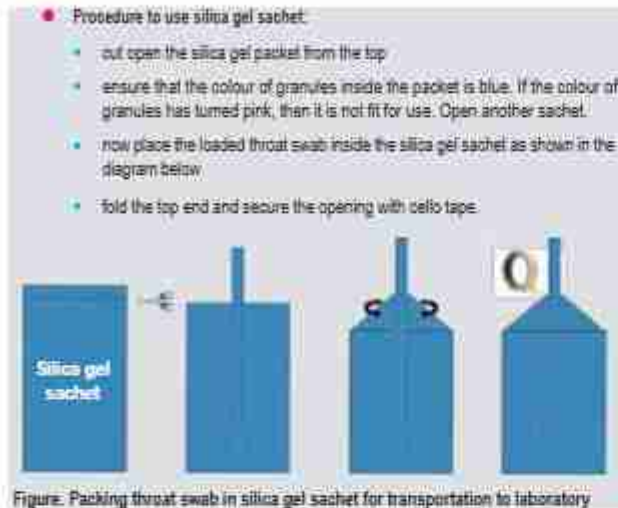 Procedure to use silica gel sachet:
cut open the silica gel packet from the top
ensure that the colour of granules inside the packet is blue. If the colour of
granules has turned pink, then it is not fit for use. Open another sachet.
now place the loaded throat swab inside the silica gel sachet as shown in the
diagram below
fold the top end and secure the opening with cello tape.
Silica gel
sachet
Figure. Packing throat swab in silica gel sachet for transportation to laboratory